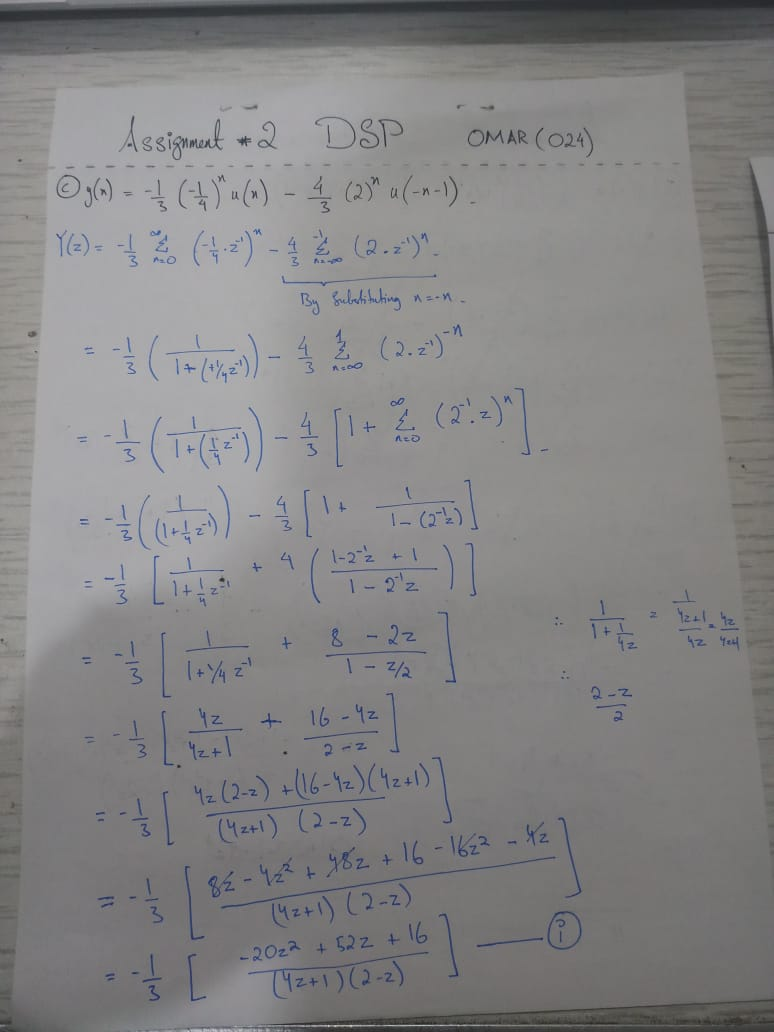 Assignment #2 DSP OMAR (024)
(c) y(n) = -1/3 (-1/4)^n u(n) - 4/3 (2)^n u(-n-1).
Y(z) = -1/3 Σ_{n=0}^{∞} (-1/4 . z^-1)^n - 4/3 Σ_{n=-∞}^{-1} (2 . z^-1)^n.
By Substituting n = -n.
= -1/3 (1/(1+(+1/4 z^-1))) - 4/3 Σ_{n=∞}^{1} (2 . z^-1)^-n
= -1/3 (1/(1+(1/4 z^-1))) - 4/3 [1 + Σ_{n=0}^{∞} (2^-1 . z)^n].
= -1/3 (1/(1+1/4 z^-1)) - 4/3 [1 + 1/(1-(2^-1 z))]
= -1/3 [1/(1+1/4 z^-1) + 4 ((1-2^-1 z + 1)/(1-2^-1 z))]
= -1/3 [1/(1+1/4 z^-1) + (8-2z)/(1-z/2)]
∴ 1/(1+1/4z) = 1/((4z+1)/4z) = 4z/(4z+1)
∴ (2-z)/2
= -1/3 [4z/(4z+1) + (16-4z)/(2-z)]
= -1/3 [(4z(2-z) + (16-4z)(4z+1))/((4z+1) (2-z))]
= -1/3 [(8z - 4z² + 48z + 16 - 16z² - 4z)/((4z+1) (2-z))]
= -1/3 [(-20z² + 52z + 16)/((4z+1)(2-z))] — (i)